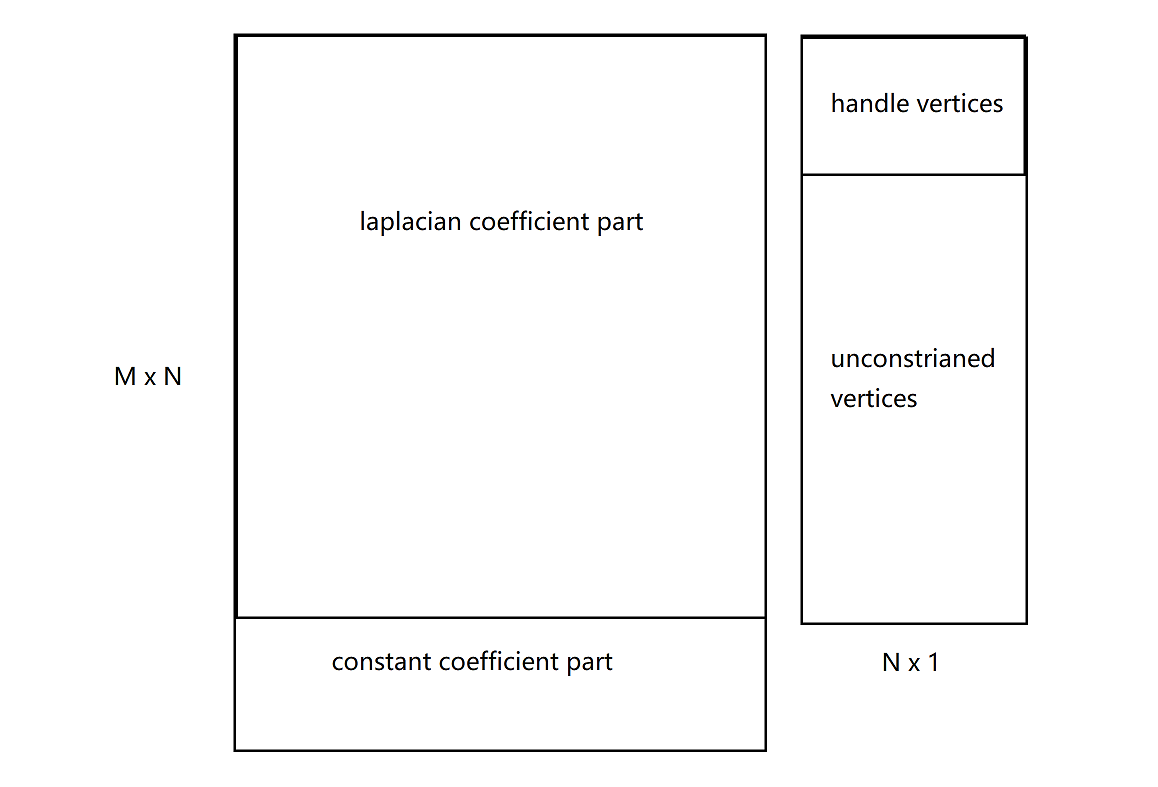 handle vertices
laplacian coefficient part
unconstrianed
vertices
M x N
constant coefficient part
N x 1